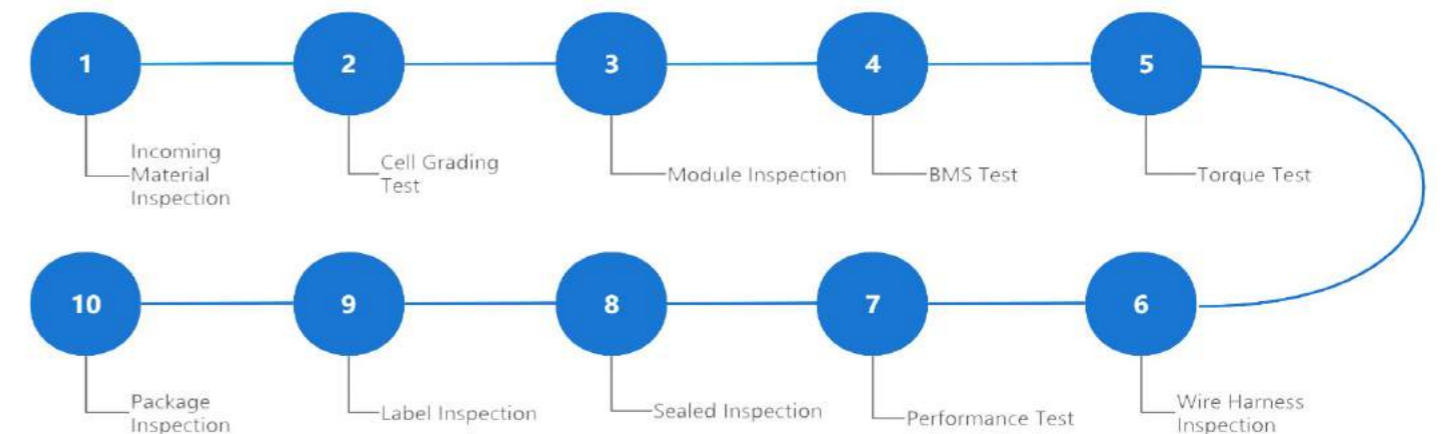 1
2
3
4
5
Incoming
Material
Inspection
Cell Grading
Test
Module Inspection
BMS Test
Torque Test
10
9
8
7
6
Package
Inspection
Label Inspection
Sealed Inspection
Performance Test
Wire Harness
Inspection